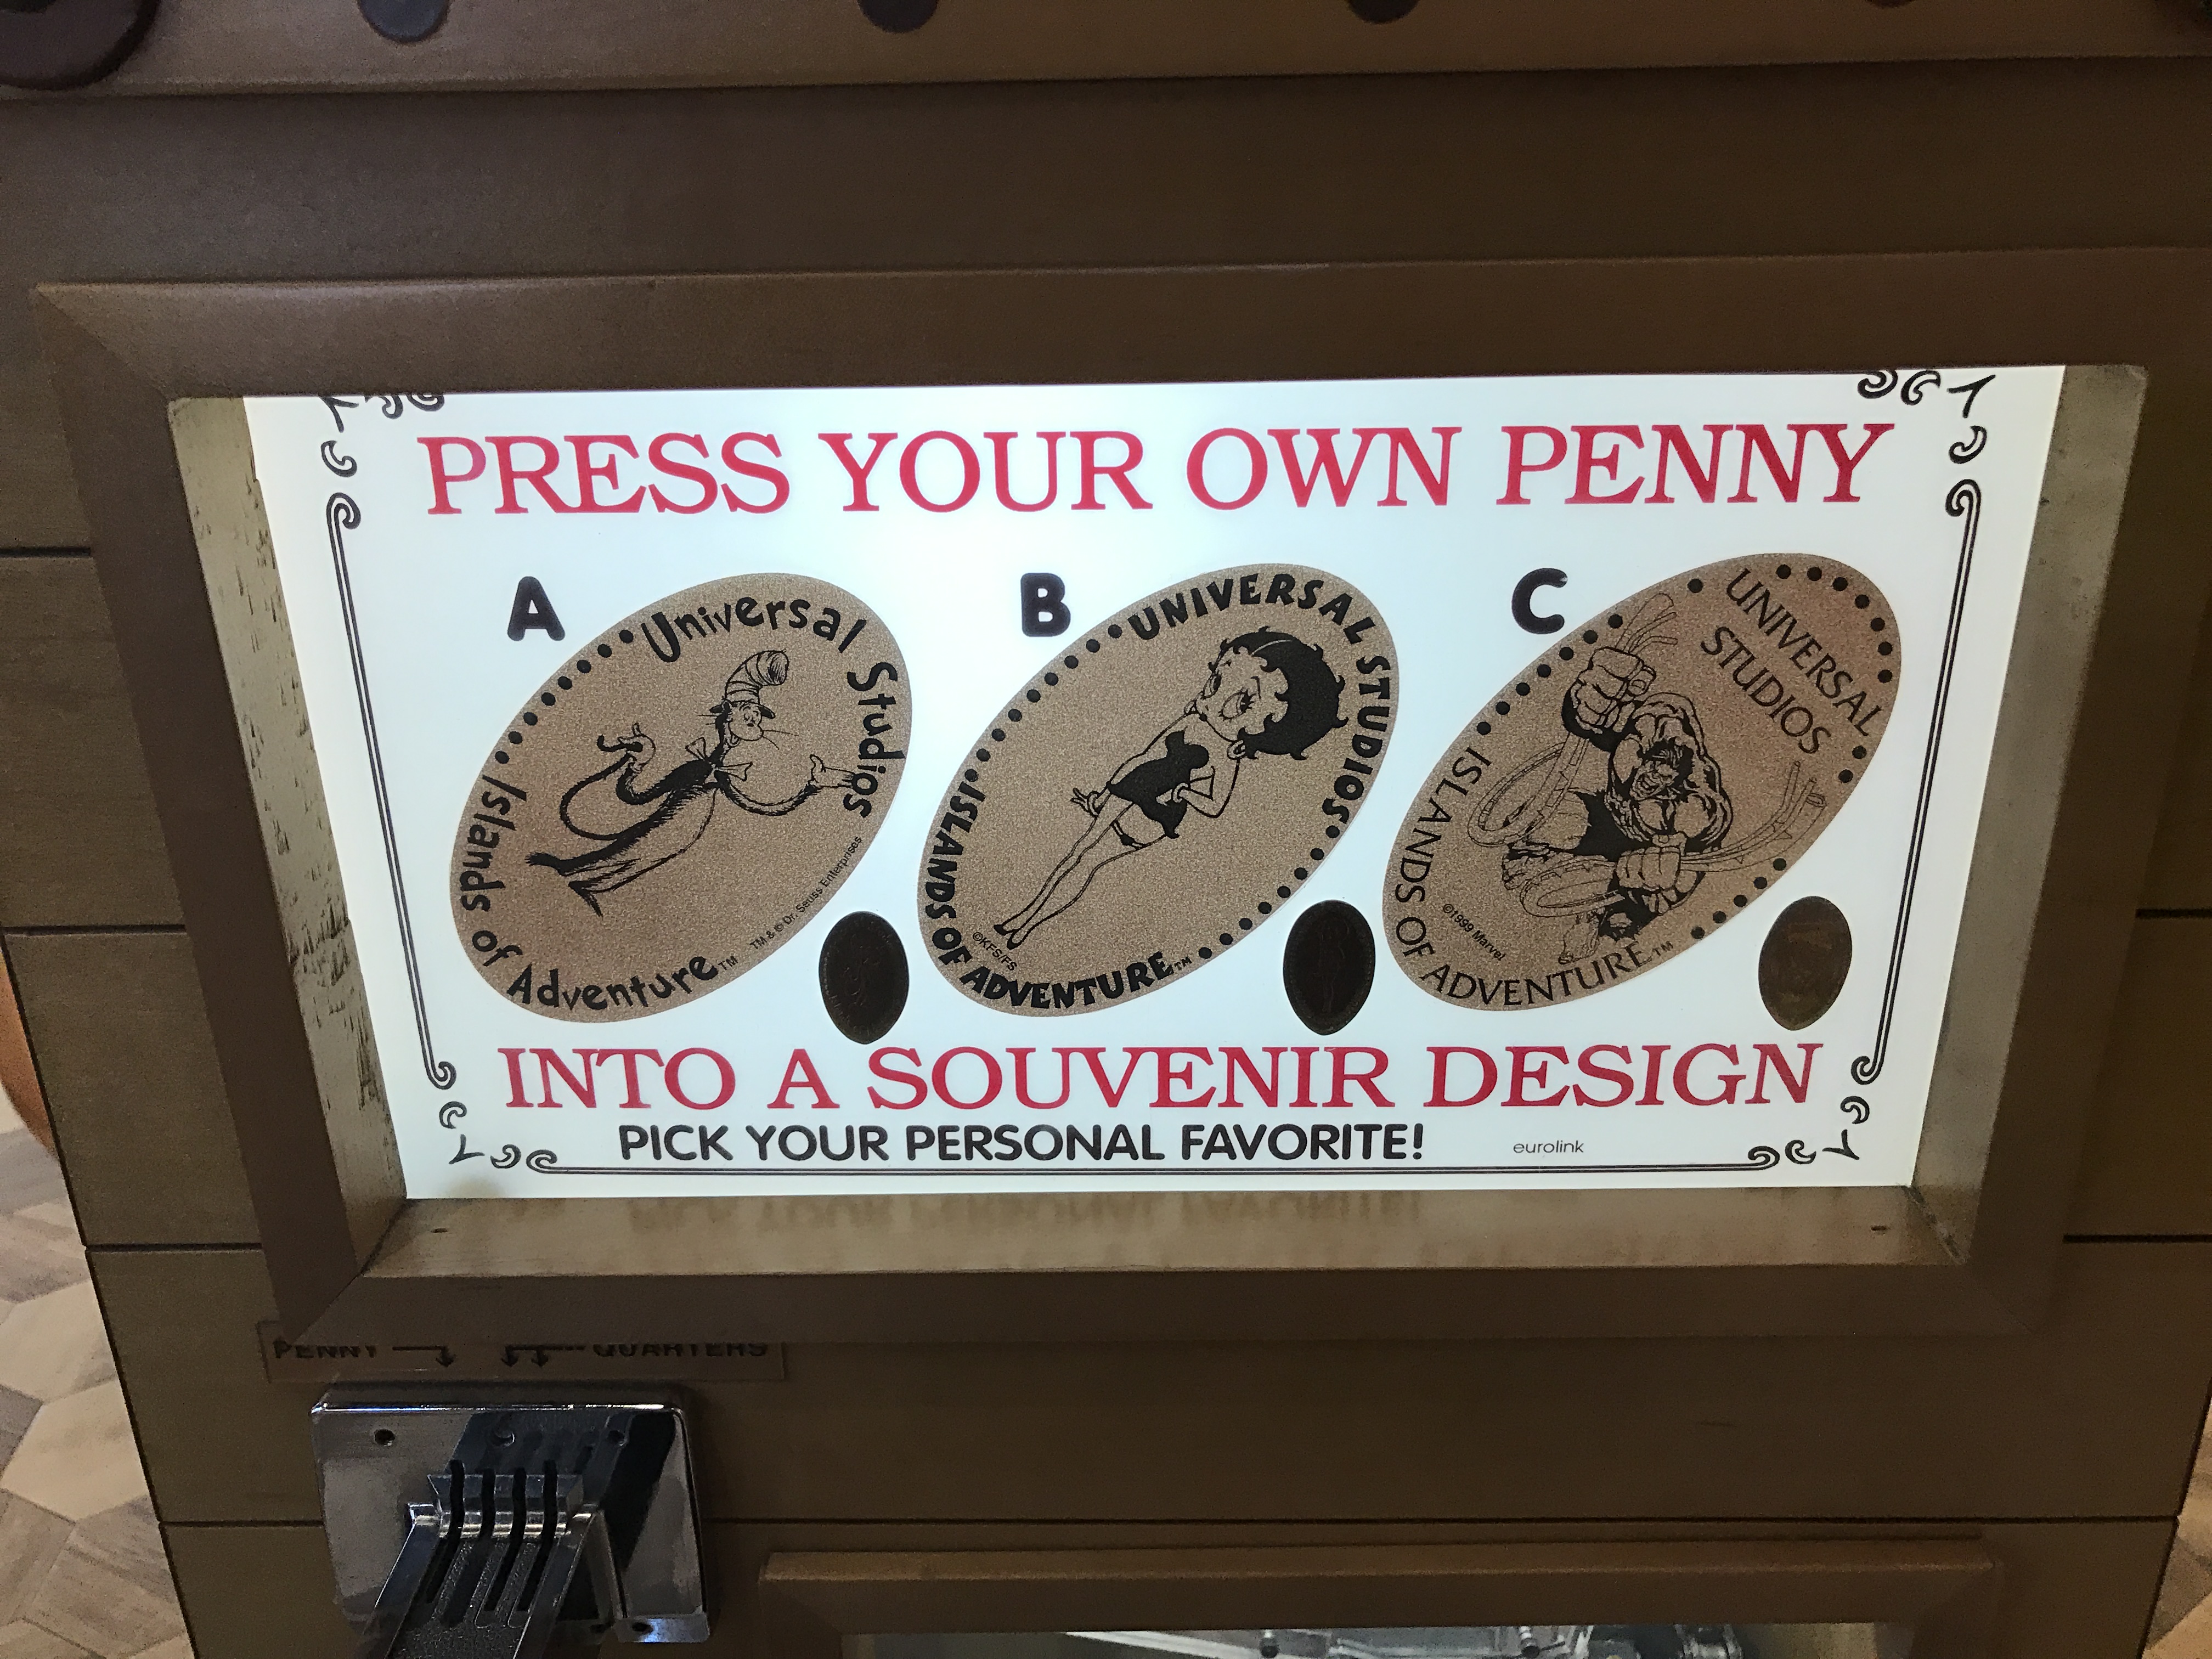 PRESS YOUR OWN PENNY
A
Universal Studios
Islands of Adventure™
TM & © Dr. Seuss Enterprises
B
UNIVERSAL STUDIOS
ISLANDS OF ADVENTURE™
©KFS/FS
C
UNIVERSAL
STUDIOS
ISLANDS OF ADVENTURE™
©1999 Marvel
INTO A SOUVENIR DESIGN
PICK YOUR PERSONAL FAVORITE!
eurolink
PENNY QUARTERS